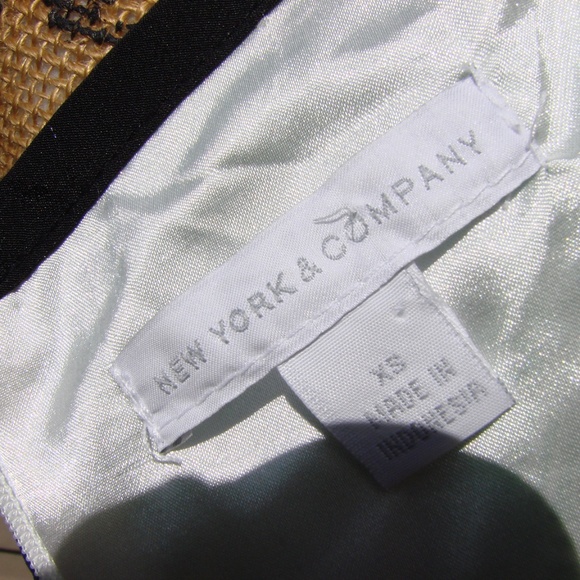 NEW YORK & COMPANY
XS
MADE IN
INDONESIA